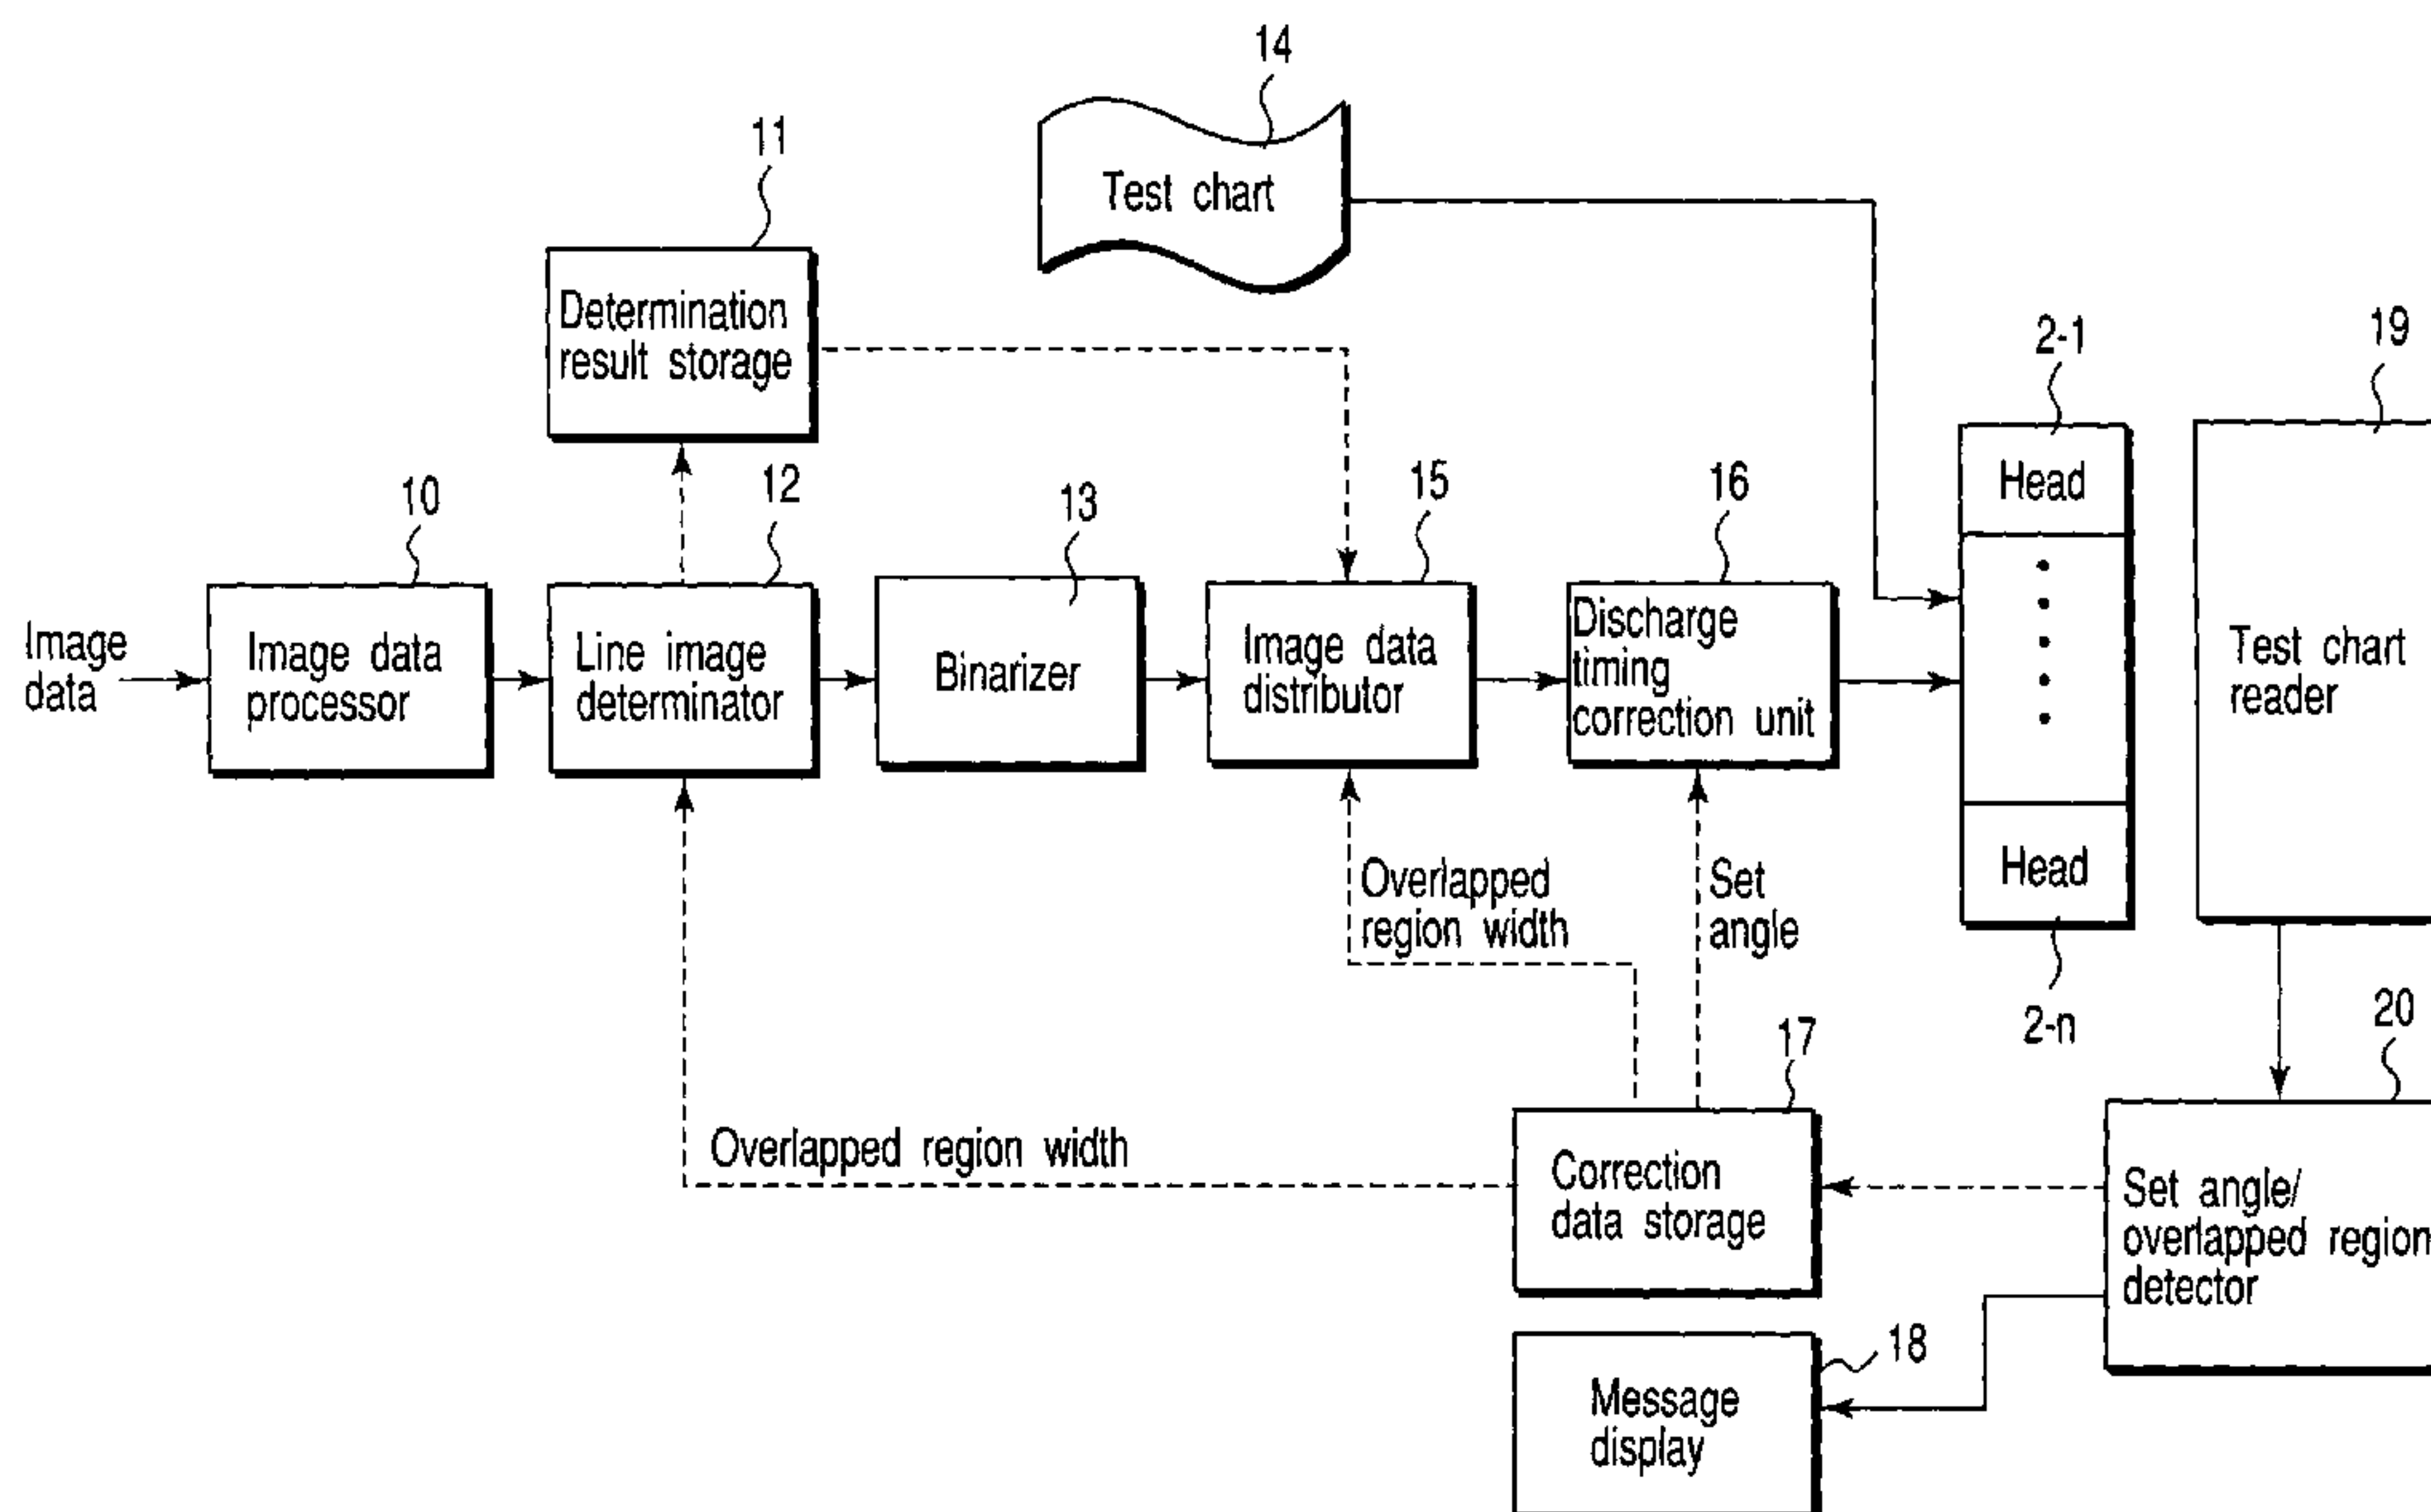 14
Test chart
11
Determination
result storage
2-1
19
10
12
13
15
16
Head
Image
data
Image data
processor
Line image
determinator
Binarizer
Image data
distributor
Discharge
timing
correction unit
Test chart
reader
Head
Overlapped
region width
Set
angle
2-n
20
17
Overlapped region width
Correction
data storage
Set angle/
overlapped region
detector
18
Message
display